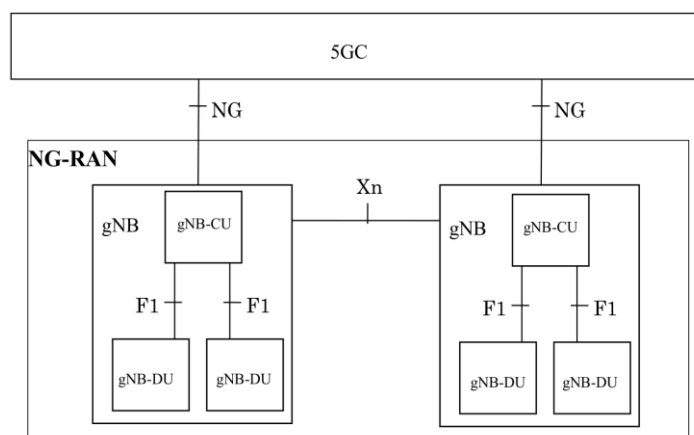 5GC
NG NG
NG-RAN
Xn
gNB gNB-CU gNB gNB-CU
F1 F1 F1 F1
gNB-DU gNB-DU gNB-DU gNB-DU